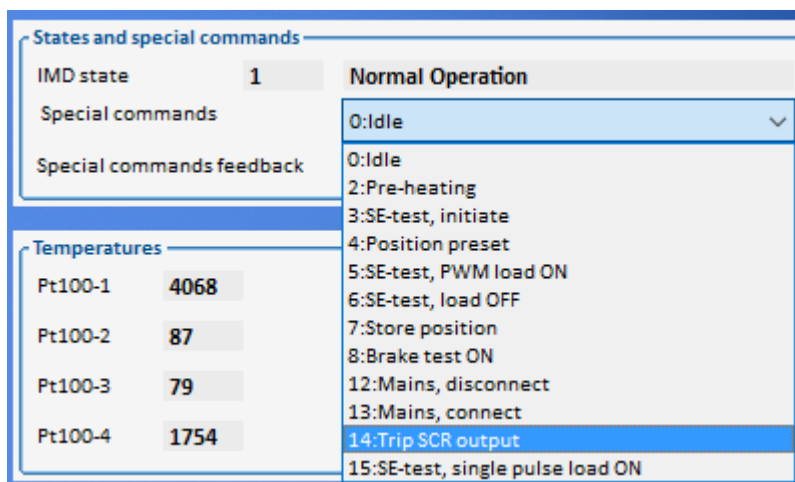 States and special commands
IMD state 1 Normal Operation
Special commands 0:Idle
Special commands feedback
0:Idle
2:Pre-heating
3:SE-test, initiate
4:Position preset
5:SE-test, PWM load ON
6:SE-test, load OFF
7:Store position
8:Brake test ON
12:Mains, disconnect
13:Mains, connect
14:Trip SCR output
15:SE-test, single pulse load ON
Temperatures
Pt100-1 4068
Pt100-2 87
Pt100-3 79
Pt100-4 1754